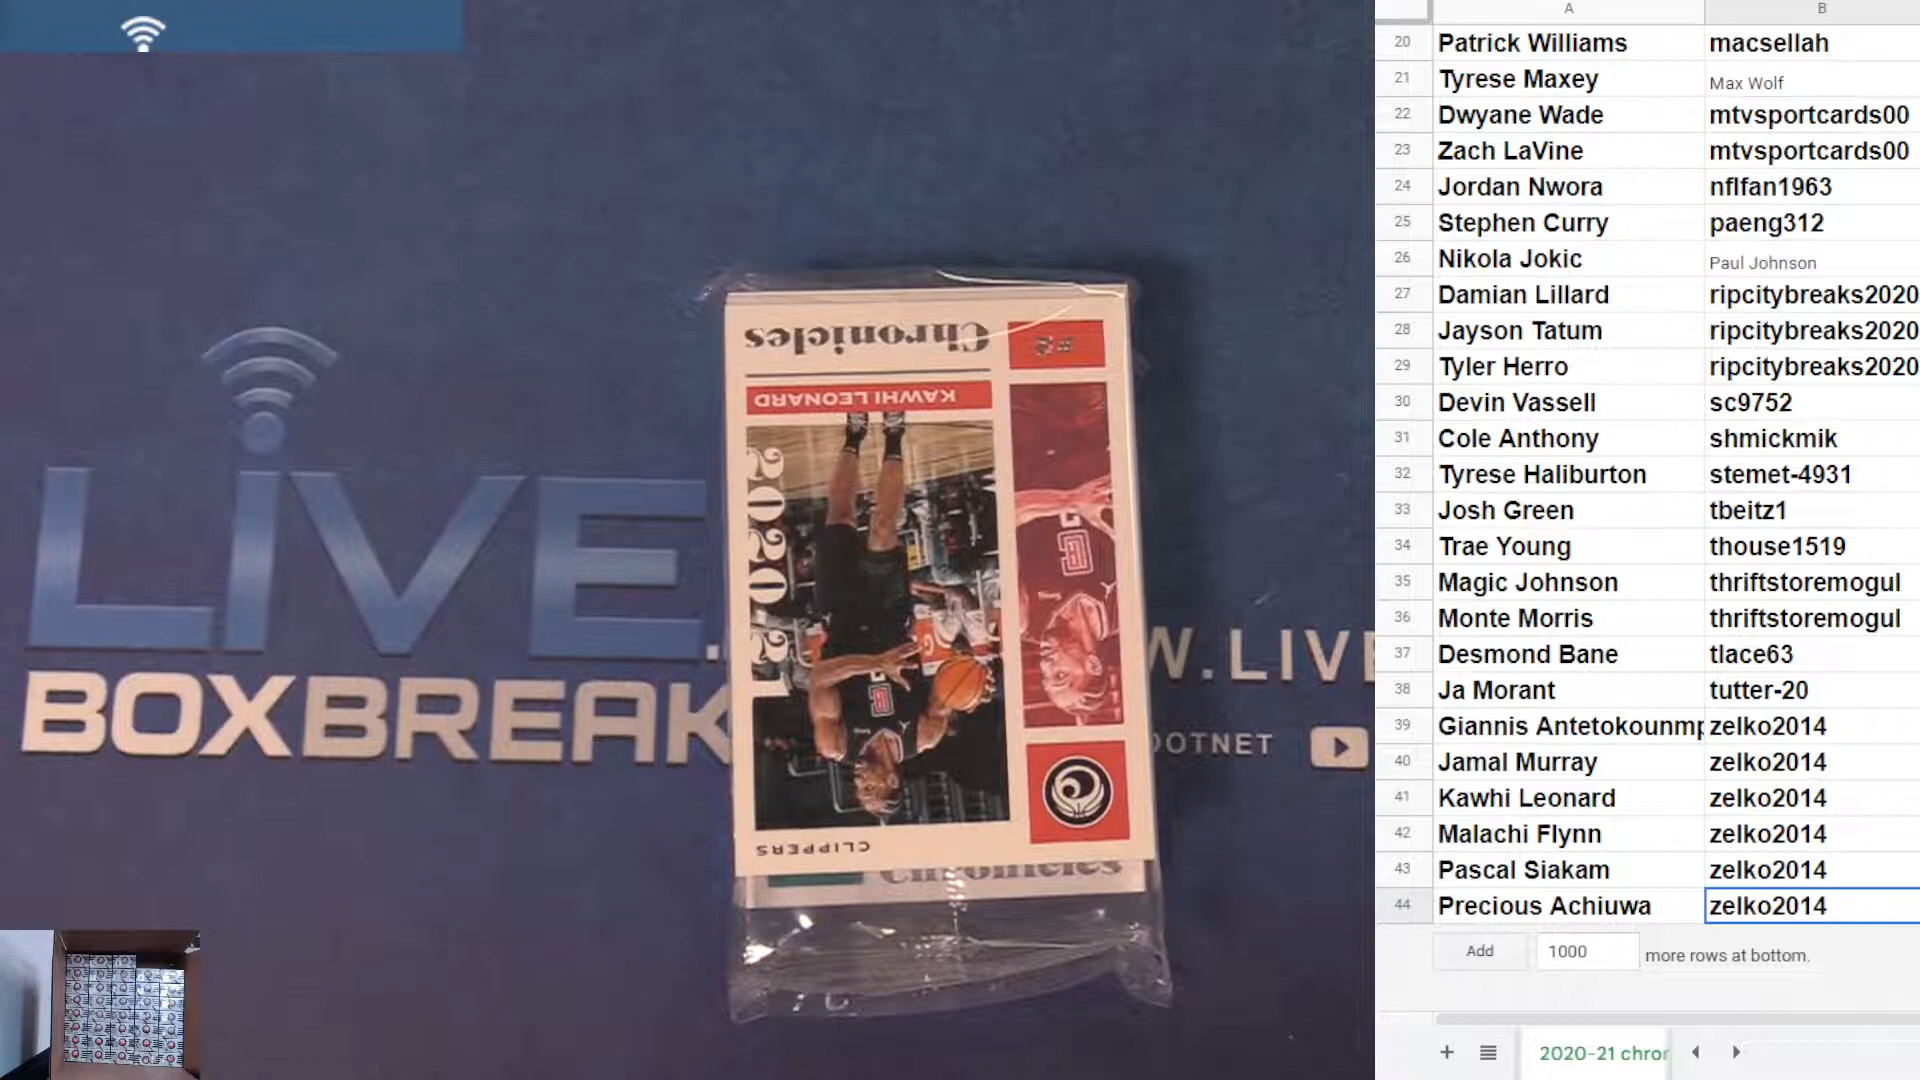 LIVE.
BOXBREAK
W.LIV
DOTNET
Chronicles
#2
KAWHI LEONARD
2020-21
CLIPPERS
Chronicles
A B
20 Patrick Williams macsellah
21 Tyrese Maxey Max Wolf
22 Dwyane Wade mtvsportcards00
23 Zach LaVine mtvsportcards00
24 Jordan Nwora nflfan1963
25 Stephen Curry paeng312
26 Nikola Jokic Paul Johnson
27 Damian Lillard ripcitybreaks2020
28 Jayson Tatum ripcitybreaks2020
29 Tyler Herro ripcitybreaks2020
30 Devin Vassell sc9752
31 Cole Anthony shmickmik
32 Tyrese Haliburton stemet-4931
33 Josh Green tbeitz1
34 Trae Young thouse1519
35 Magic Johnson thriftstoremogul
36 Monte Morris thriftstoremogul
37 Desmond Bane tlace63
38 Ja Morant tutter-20
39 Giannis Antetokounmp zelko2014
40 Jamal Murray zelko2014
41 Kawhi Leonard zelko2014
42 Malachi Flynn zelko2014
43 Pascal Siakam zelko2014
44 Precious Achiuwa zelko2014
Add 1000 more rows at bottom.
2020-21 chror